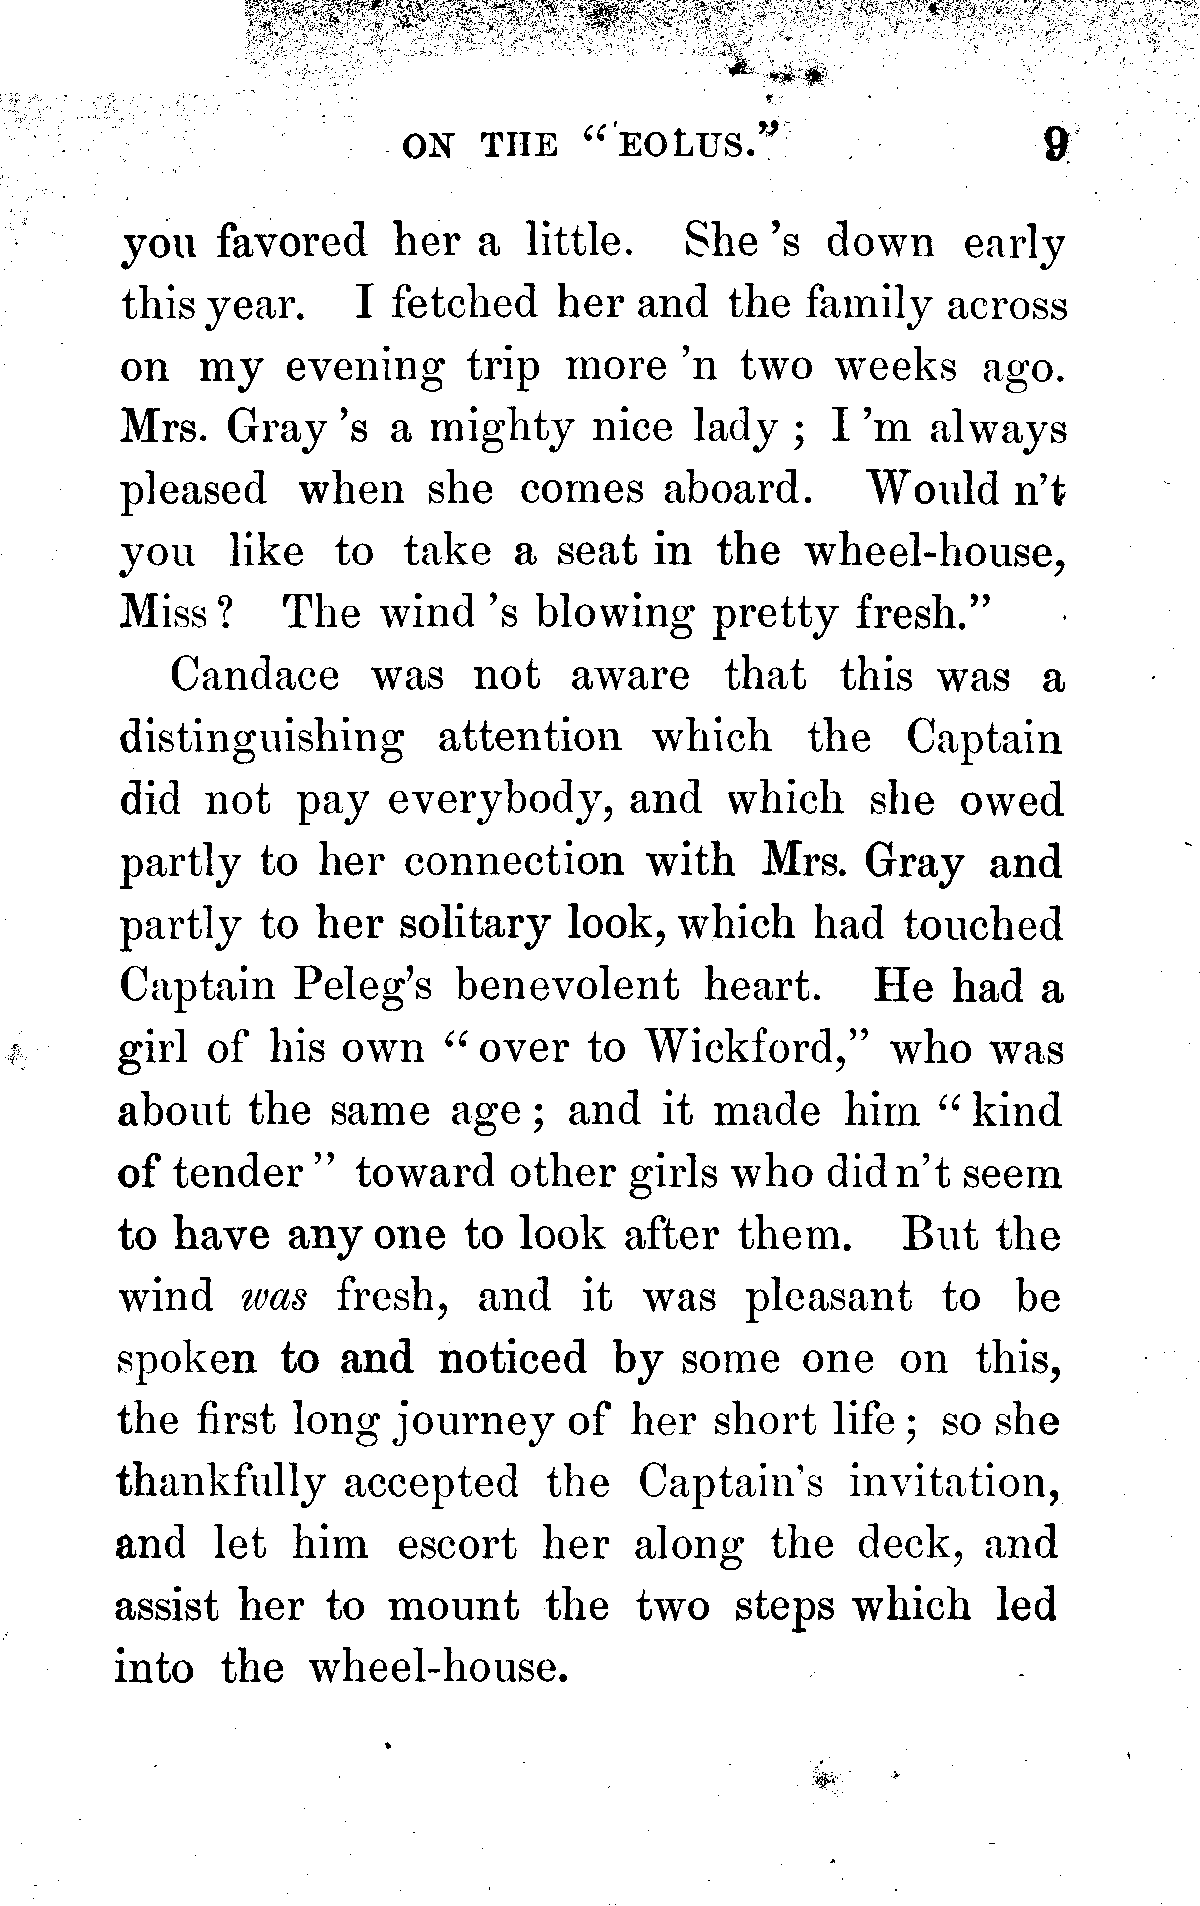 ON THE "EOLUS." 9
you favored her a little. She 's down early
this year. I fetched her and the family across
on my evening trip more 'n two weeks ago.
Mrs. Gray 's a mighty nice lady ; I 'm always
pleased when she comes aboard. Would n't
you like to take a seat in the wheel-house,
Miss ? The wind 's blowing pretty fresh."
Candace was not aware that this was a
distinguishing attention which the Captain
did not pay everybody, and which she owed
partly to her connection with Mrs. Gray and
partly to her solitary look, which had touched
Captain Peleg's benevolent heart. He had a
girl of his own " over to Wickford," who was
about the same age ; and it made him " kind
of tender " toward other girls who did n't seem
to have any one to look after them. But the
wind was fresh, and it was pleasant to be
spoken to and noticed by some one on this,
the first long journey of her short life ; so she
thankfully accepted the Captain's invitation,
and let him escort her along the deck, and
assist her to mount the two steps which led
into the wheel-house.